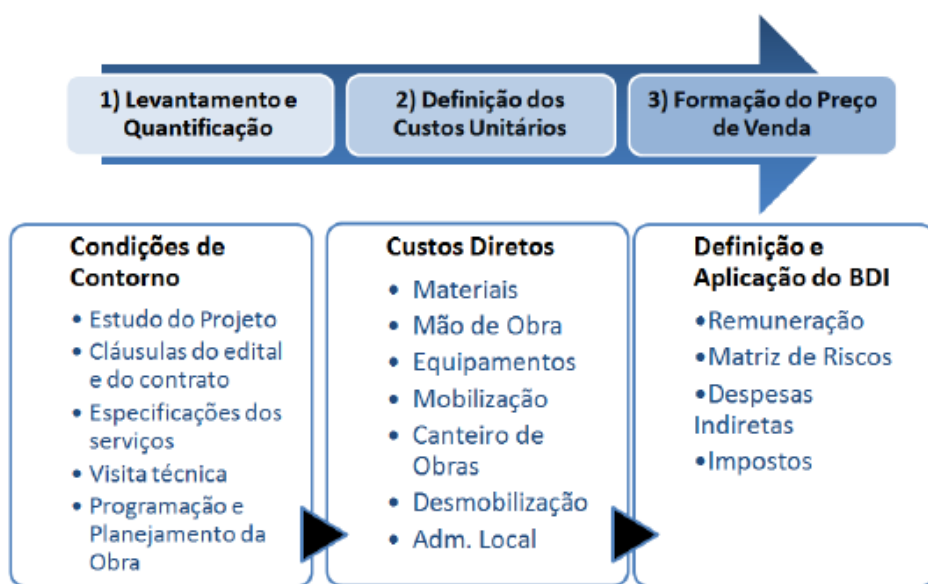 1) Levantamento e
Quantificação
2) Definição dos
Custos Unitários
3) Formação do Preço
de Venda
Condições de
Contorno
• Estudo do Projeto
• Cláusulas do edital
e do contrato
• Especificações dos
serviços
• Visita técnica
• Programação e
Planejamento da
Obra
Custos Diretos
• Materiais
• Mão de Obra
• Equipamentos
• Mobilização
• Canteiro de
Obras
• Desmobilização
• Adm. Local
Definição e
Aplicação do BDI
•Remuneração
•Matriz de Riscos
•Despesas
Indiretas
•Impostos